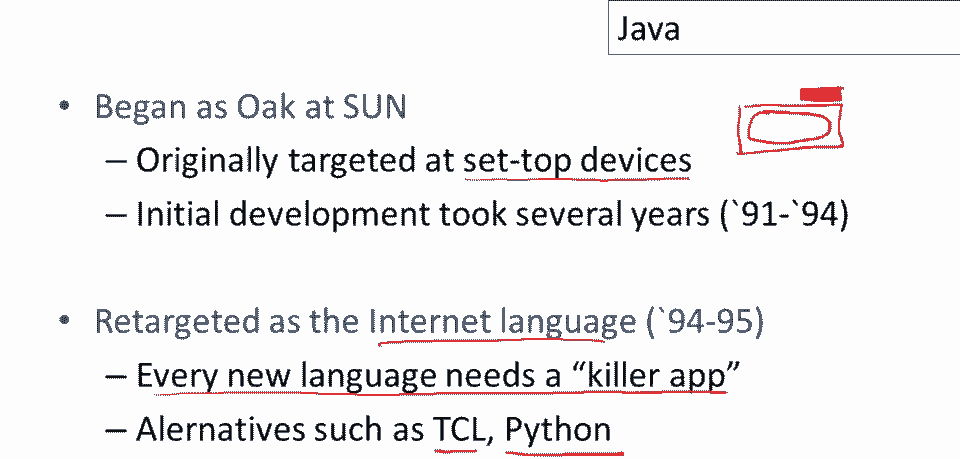 Java
• Began as Oak at SUN
– Originally targeted at set-top devices
– Initial development took several years (`91-`94)
• Retargeted as the Internet language (`94-95)
– Every new language needs a “killer app”
– Alernatives such as TCL, Python